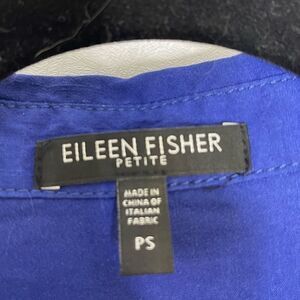 EILEEN FISHER
PETITE
MADE IN
CHINA OF
ITALIAN
FABRIC
PS